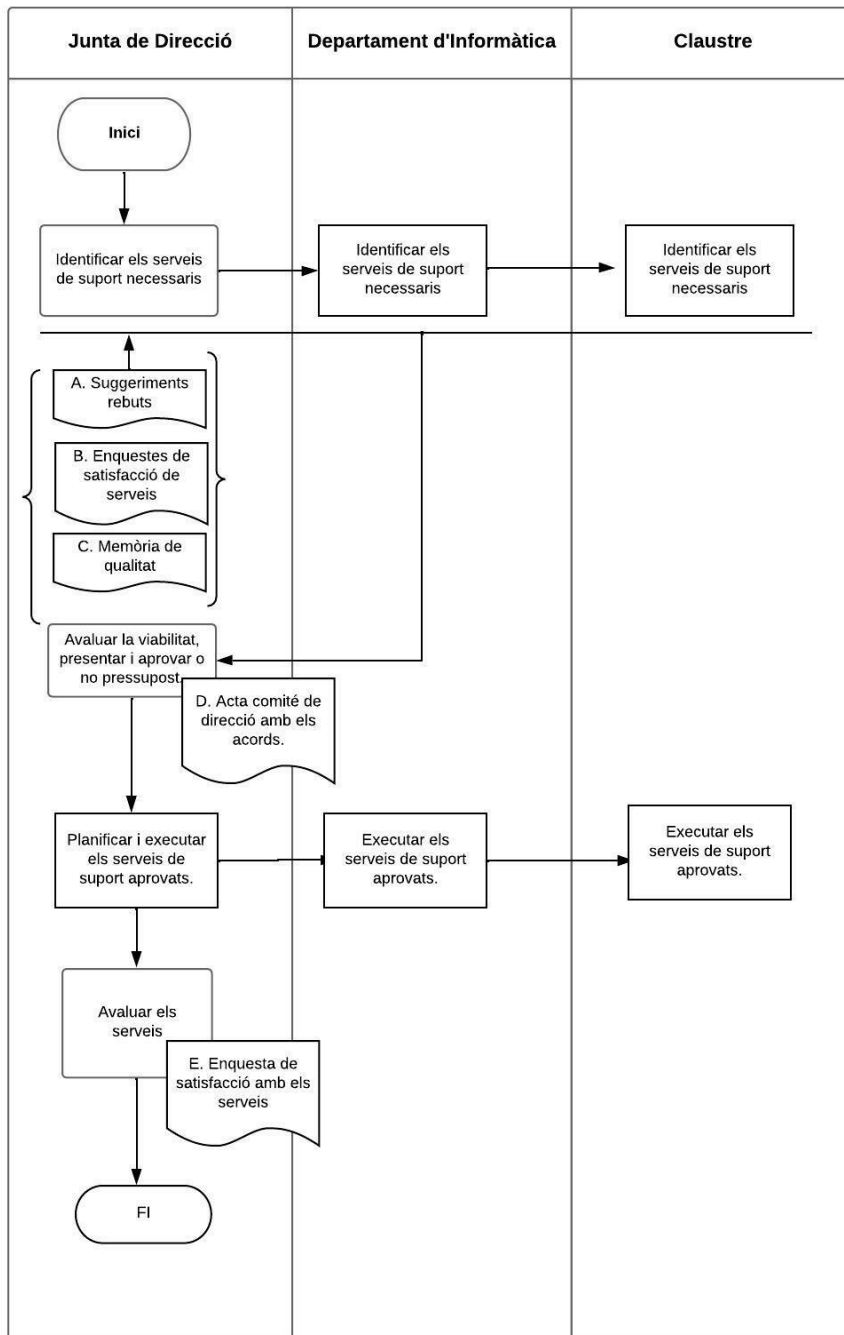 Junta de Direcció
Departament d'Informàtica
Claustre
Inici
Identificar els serveis
de suport necessaris
Identificar els
serveis de suport
necessaris
Identificar els
serveis de suport
necessaris
A. Suggeriments
rebuts
B. Enquestes de
satisfacció de
serveis
C. Memòria de
qualitat
Avaluar la viabilitat,
presentar i aprovar o
no pressupost.
D. Acta comité de
direcció amb els
acords.
Planificar i executar
els serveis de
suport aprovats.
Executar els
serveis de suport
aprovats.
Executar els
serveis de suport
aprovats.
Avaluar els
serveis
E. Enquesta de
satisfacció amb els
serveis
FI